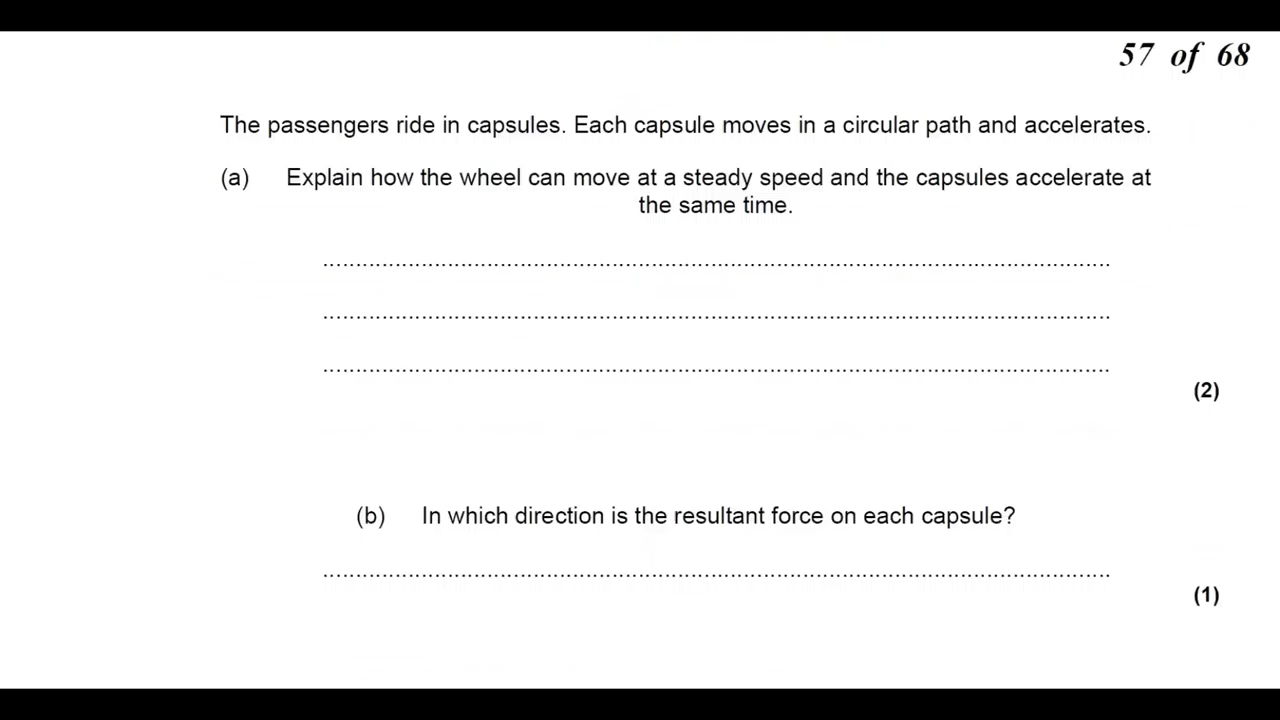 57 of 68
The passengers ride in capsules. Each capsule moves in a circular path and accelerates.
(a) Explain how the wheel can move at a steady speed and the capsules accelerate at
the same time.
...............................................................................................................................
...............................................................................................................................
...............................................................................................................................
(2)
(b) In which direction is the resultant force on each capsule?
...............................................................................................................................
(1)